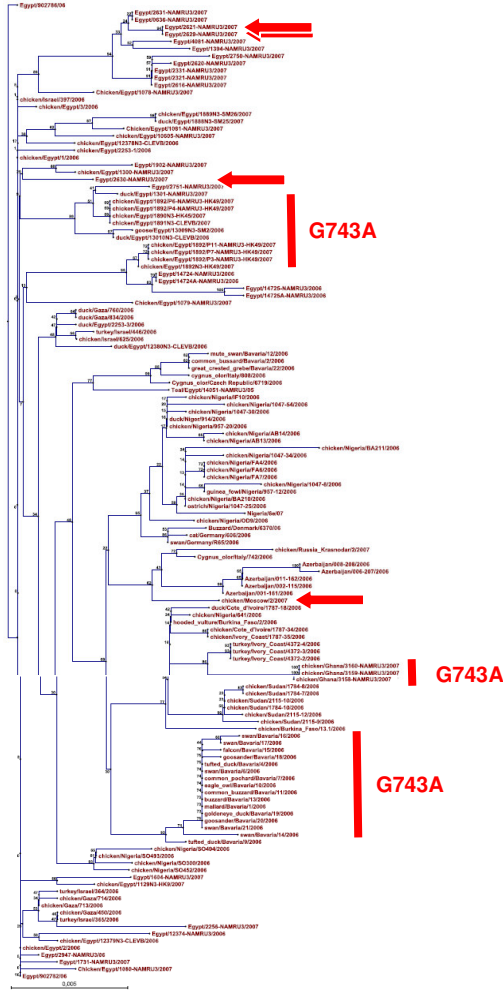 Egypt/902786/06
Egypt/2631-NAMRU3/2007
Egypt/0636-NAMRU3/2007
Egypt/2621-NAMRU3/2007
Egypt/2629-NAMRU3/2007
Egypt/4081-NAMRU3/2007
Egypt/1394-NAMRU3/2007
Egypt/2750-NAMRU3/2007
Egypt/2620-NAMRU3/2007
Egypt/2331-NAMRU3/2007
Egypt/2321-NAMRU3/2007
Egypt/2616-NAMRU3/2007
Chicken/Egypt/1078-NAMRU3/2007
chicken/Israel/397/2006
chicken/Egypt/3/2006
chicken/Egypt/1889N3-SM26/2007
duck/Egypt/1888N3-SM25/2007
chicken/Egypt/1081-NAMRU3/2007
chicken/Egypt/10605-NAMRU3/2006
chicken/Egypt/12378N3-CLEVB/2006
chicken/Egypt/2253-1/2006
chicken/Egypt/1/2006
Egypt/1902-NAMRU3/2007
chicken/Egypt/1300-NAMRU3/2007
Egypt/2630-NAMRU3/2007
Egypt/2751-NAMRU3/2007
duck/Egypt/1301-NAMRU3/2007
chicken/Egypt/1892/P6-NAMRU3-HK49/2007
chicken/Egypt/1892/P4-NAMRU3-HK49/2007
chicken/Egypt/1890N3-HK45/2007
chicken/Egypt/1891N3-CLEVB/2007
goose/Egypt/13009N3-SM2/2006
duck/Egypt/13010N3-CLEVB/2006
G743A
chicken/Egypt/1892/P11-NAMRU3-HK49/2007
chicken/Egypt/1892/P7-NAMRU3-HK49/2007
chicken/Egypt/1892/P3-NAMRU3-HK49/2007
chicken/Egypt/1892N3-HK49/2007
Egypt/14724-NAMRU3/2006
Egypt/14724A-NAMRU3/2006
Egypt/14725-NAMRU3/2006
Egypt/14725A-NAMRU3/2006
Chicken/Egypt/1079-NAMRU3/2007
duck/Gaza/760/2006
duck/Gaza/834/2006
duck/Egypt/2253-3/2006
turkey/Israel/446/2006
chicken/Israel/625/2006
duck/Egypt/12380N3-CLEVB/2006
mute_swan/Bavaria/12/2006
common_buzzard/Bavaria/2/2006
great_crested_grebe/Bavaria/22/2006
cygnus_olor/Italy/808/2006
Cygnus_olor/Czech Republic/6719/2006
Teal/Egypt/14051-NAMRU3/05
chicken/Nigeria/IF10/2006
chicken/Nigeria/1047-54/2006
chicken/Nigeria/1047-30/2006
duck/Niger/914/2006
chicken/Nigeria/957-20/2006
chicken/Nigeria/AB14/2006
chicken/Nigeria/AB13/2006
chicken/Nigeria/BA211/2006
chicken/Nigeria/1047-34/2006
chicken/Nigeria/FA4/2006
chicken/Nigeria/FA6/2006
chicken/Nigeria/FA7/2006
chicken/Nigeria/1047-8/2006
guinea_fowl/Nigeria/957-12/2006
chicken/Nigeria/BA210/2006
ostrich/Nigeria/1047-25/2006
Nigeria/6e/07
chicken/Nigeria/OD9/2006
Buzzard/Denmark/6370/06
cat/Germany/606/2006
swan/Germany/R65/2006
chicken/Russia_Krasnodar/2/2007
Cygnus_olor/Italy/742/2006
Azerbaijan/008-208/2006
Azerbaijan/006-207/2006
Azerbaijan/011-162/2006
Azerbaijan/002-115/2006
Azerbaijan/001-161/2006
chicken/Moscow/2/2007
duck/Cote_d'Ivoire/1787-18/2006
chicken/Nigeria/641/2006
hooded_vulture/Burkina_Faso/2/2006
chicken/Cote_d'Ivoire/1787-34/2006
chicken/Ivory_Coast/1787-35/2006
turkey/Ivory_Coast/4372-4/2006
turkey/Ivory_Coast/4372-3/2006
turkey/Ivory_Coast/4372-2/2006
chicken/Ghana/3160-NAMRU3/2007
chicken/Ghana/3159-NAMRU3/2007
chicken/Ghana/3158-NAMRU3/2007
G743A
chicken/Sudan/1784-8/2006
chicken/Sudan/1784-7/2006
chicken/Sudan/2115-10/2006
chicken/Sudan/1784-10/2006
chicken/Sudan/2115-12/2006
chicken/Sudan/2115-9/2006
chicken/Burkina_Faso/13.1/2006
swan/Bavaria/16/2006
swan/Bavaria/17/2006
falcon/Bavaria/15/2006
goosander/Bavaria/18/2006
tufted_duck/Bavaria/4/2006
swan/Bavaria/6/2006
common_pochard/Bavaria/7/2006
eagle_owl/Bavaria/10/2006
common_buzzard/Bavaria/11/2006
buzzard/Bavaria/13/2006
mallard/Bavaria/1/2006
goldeneye_duck/Bavaria/19/2006
goosander/Bavaria/20/2006
swan/Bavaria/21/2006
swan/Bavaria/14/2006
tufted_duck/Bavaria/9/2006
G743A
chicken/Nigeria/SO494/2006
chicken/Nigeria/SO493/2006
chicken/Nigeria/SO300/2006
chicken/Nigeria/SO452/2006
Egypt/1604-NAMRU3/2007
chicken/Egypt/1129N3-HK9/2007
turkey/Israel/364/2006
chicken/Gaza/714/2006
chicken/Gaza/713/2006
chicken/Gaza/450/2006
turkey/Israel/365/2006
Egypt/2256-NAMRU3/2007
Egypt/12374-NAMRU3/2006
chicken/Egypt/12379N3-CLEVB/2006
chicken/Egypt/2/2006
Egypt/2947-NAMRU3/06
Egypt/1731-NAMRU3/2007
Chicken/Egypt/1080-NAMRU3/2007
Egypt/902782/06
0,005